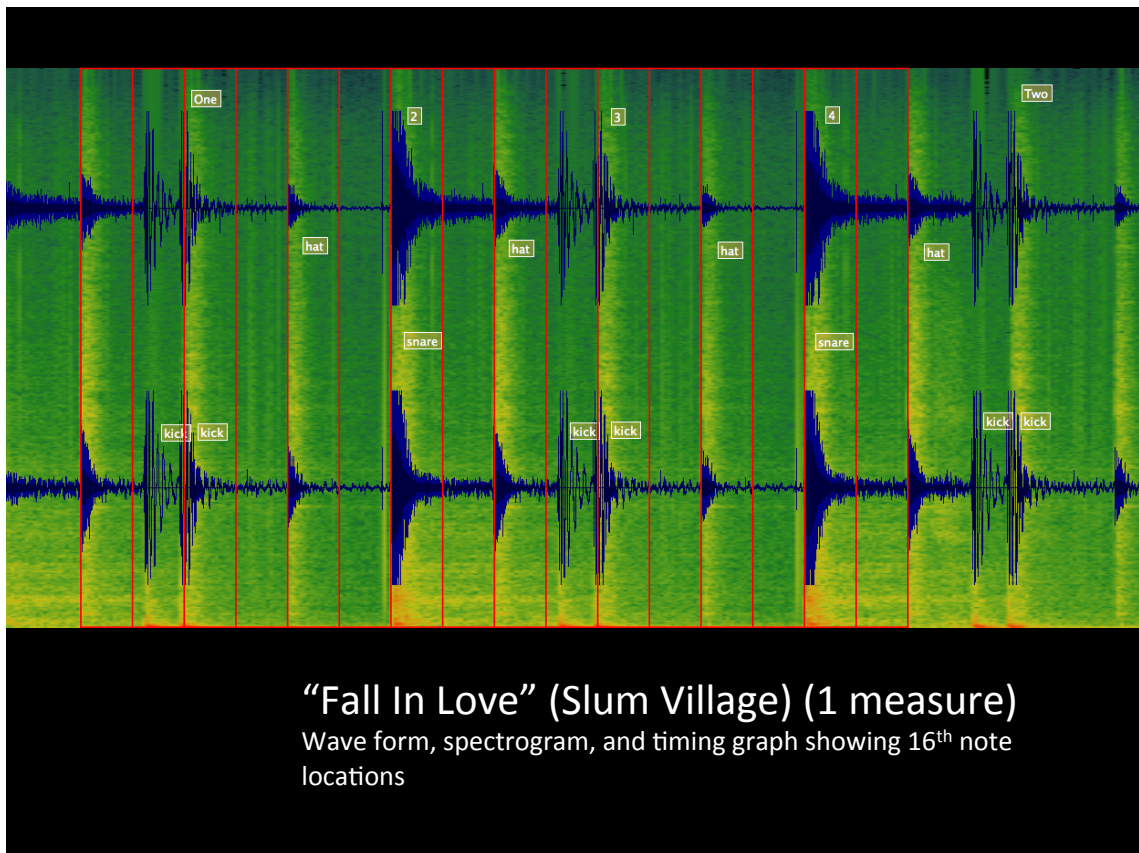 One
2
3
4
Two
hat
hat
hat
hat
snare
snare
kick
kick
kick
kick
kick
kick
“Fall In Love” (Slum Village) (1 measure)
Wave form, spectrogram, and timing graph showing 16th note
locations